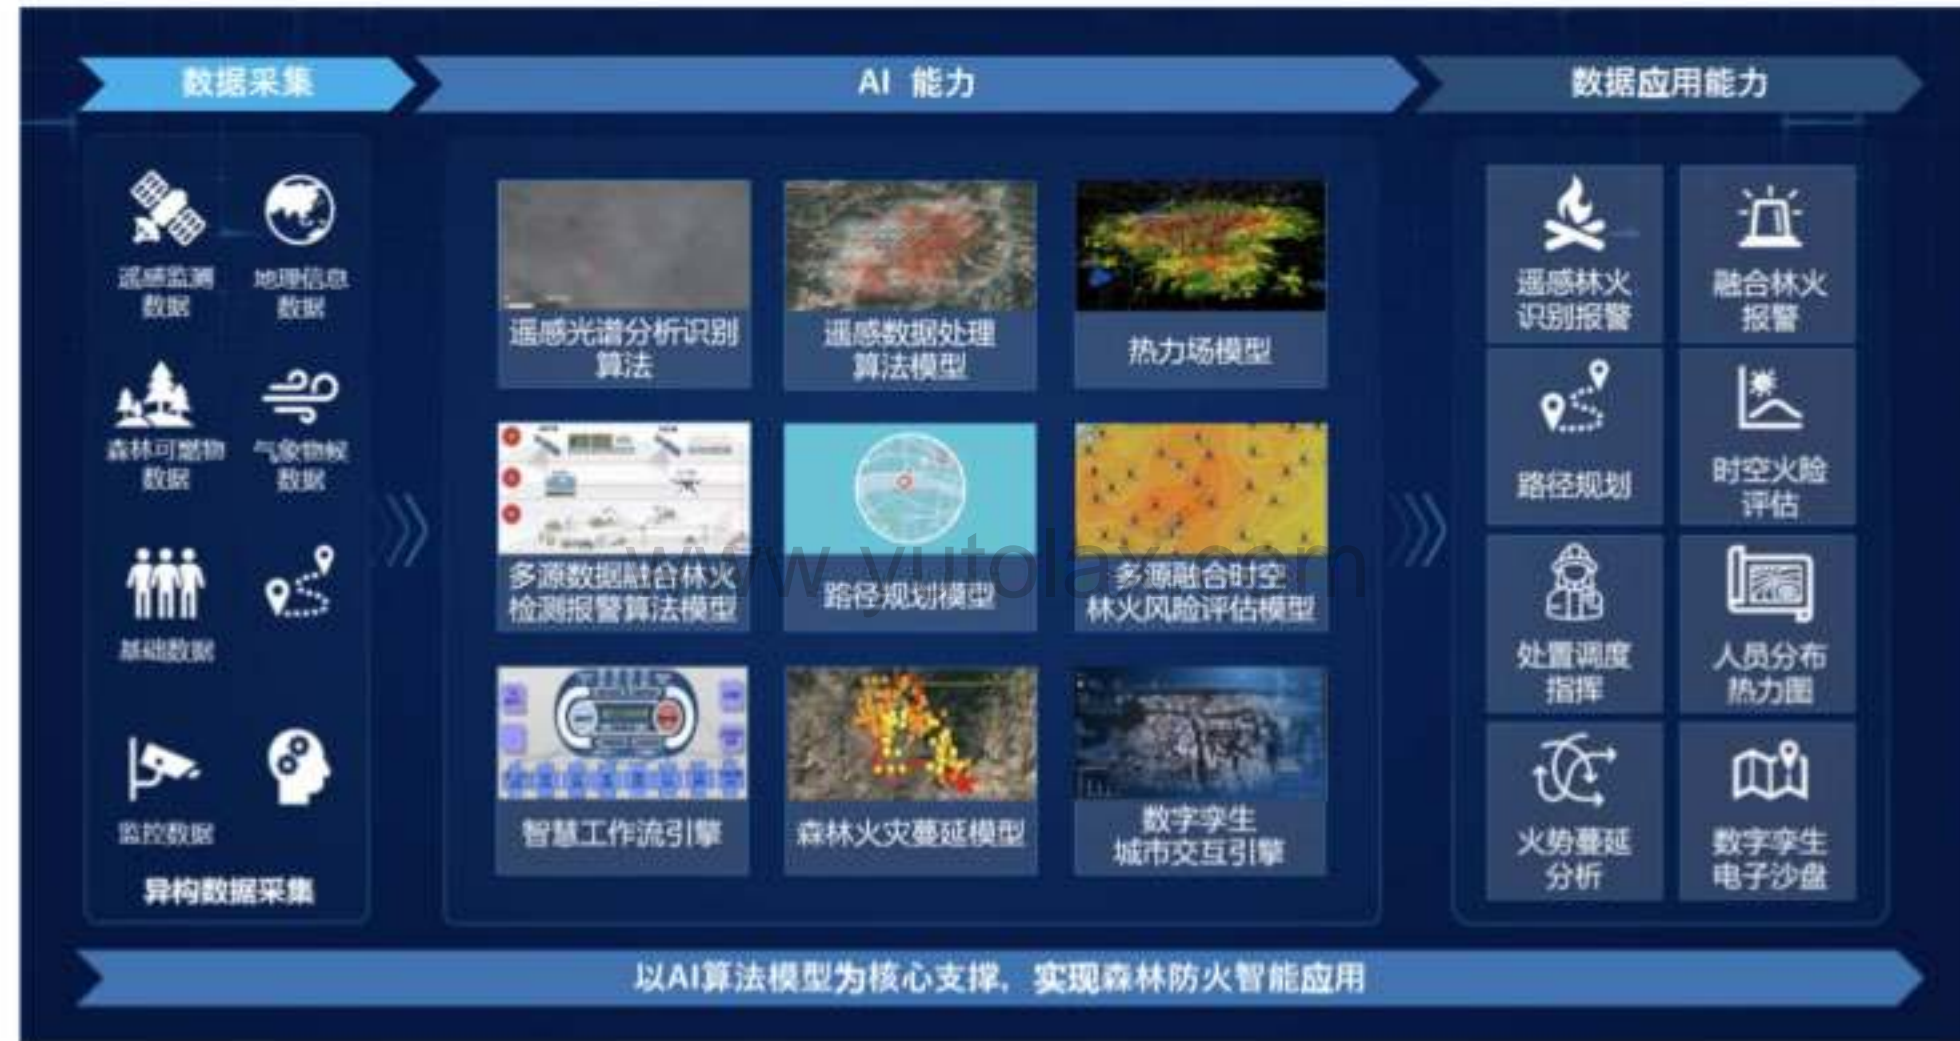 数据采集
AI 能力
数据应用能力
遥感监测
数据
地理信息
数据
森林可燃物
数据
气象物候
数据
基础数据
监控数据
异构数据采集
遥感光谱分析识别
算法
遥感数据处理
算法模型
热力场模型
多源数据融合林火
检测报警算法模型
路径规划模型
多源融合时空
林火风险评估模型
智慧工作流引擎
森林火灾蔓延模型
数字孪生
城市交互引擎
遥感林火
识别报警
融合林火
报警
路径规划
时空火险
评估
处置调度
指挥
人员分布
热力图
火势蔓延
分析
数字孪生
电子沙盘
www.yutolax.com
以AI算法模型为核心支撑，实现森林防火智能应用